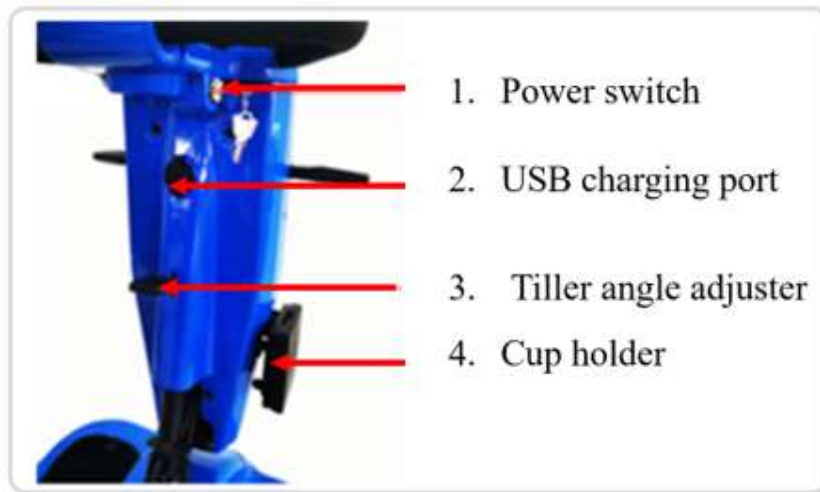 1. Power switch
2. USB charging port
3. Tiller angle adjuster
4. Cup holder